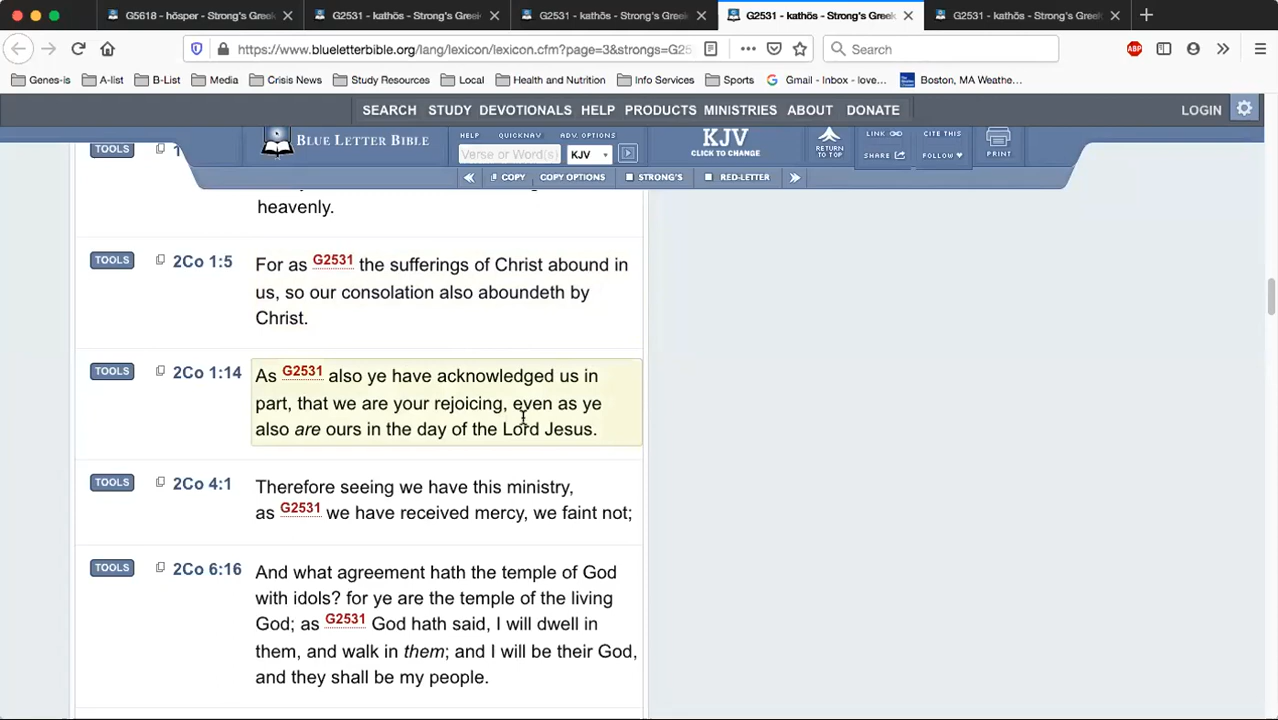 G5618 - hōsper - Strong's Greek
G2531 - kathōs - Strong's Greek
G2531 - kathōs - Strong's Greek
G2531 - kathōs - Strong's Greek
G2531 - kathōs - Strong's Greek
https://www.blueletterbible.org/lang/lexicon/lexicon.cfm?page=3&strongs=G25
Search
ABP
Genes-is
A-list
B-List
Media
Crisis News
Study Resources
Local
Health and Nutrition
Info Services
Sports
Gmail - Inbox - love…
Boston, MA Weathe…
SEARCH STUDY DEVOTIONALS HELP PRODUCTS MINISTRIES ABOUT DONATE LOGIN
BLUE LETTER BIBLE
HELP QUICKNAV ADV. OPTIONS
Verse or Word(s) KJV
KJV
CLICK TO CHANGE
RETURN
TO TOP
LINK
CITE THIS
SHARE
FOLLOW
PRINT
COPY COPY OPTIONS STRONG'S RED-LETTER
TOOLS
heavenly.
TOOLS 2Co 1:5 For as G2531 the sufferings of Christ abound in
us, so our consolation also aboundeth by
Christ.
TOOLS 2Co 1:14 As G2531 also ye have acknowledged us in
part, that we are your rejoicing, even as ye
also are ours in the day of the Lord Jesus.
TOOLS 2Co 4:1 Therefore seeing we have this ministry,
as G2531 we have received mercy, we faint not;
TOOLS 2Co 6:16 And what agreement hath the temple of God
with idols? for ye are the temple of the living
God; as G2531 God hath said, I will dwell in
them, and walk in them; and I will be their God,
and they shall be my people.